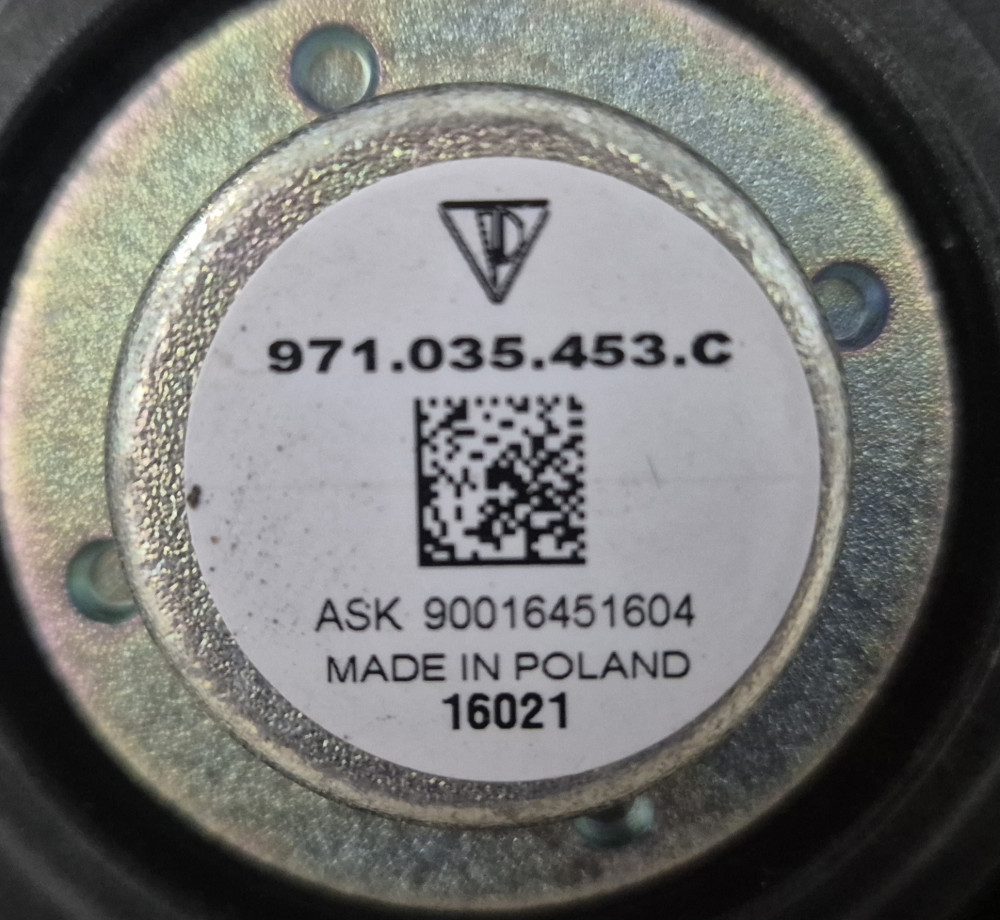 971.035.453.C
ASK 90016451604
MADE IN POLAND
16021